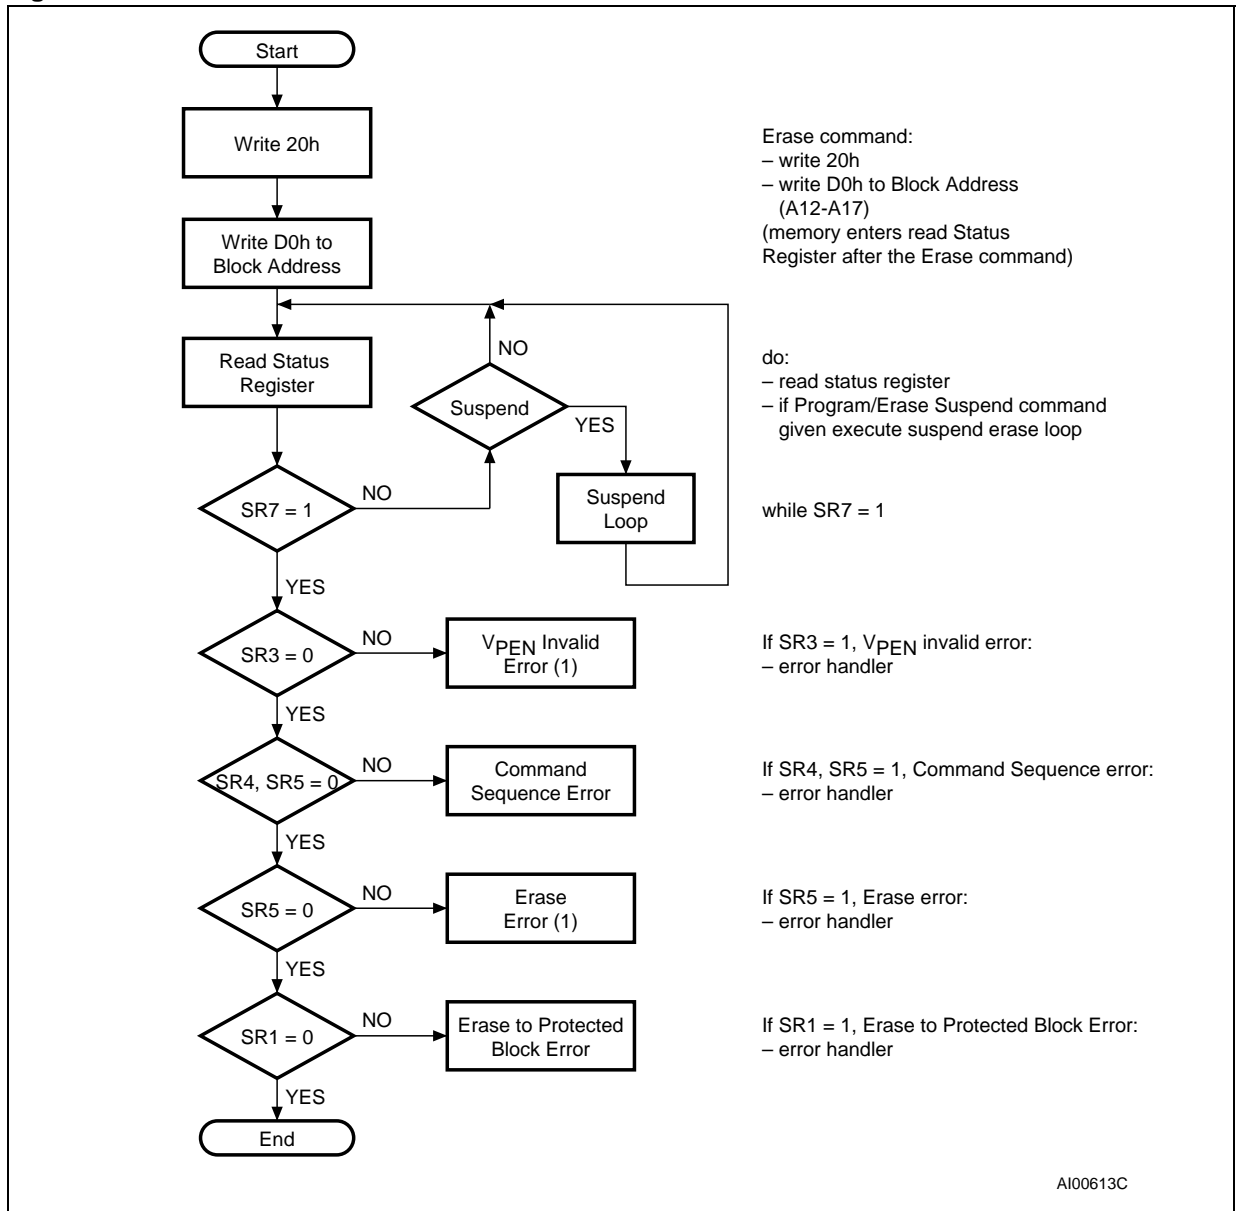 Start
Write 20h
Erase command:
– write 20h
– write D0h to Block Address
(A12-A17)
(memory enters read Status
Register after the Erase command)
Write D0h to
Block Address
NO
Read Status
Register
Suspend
YES
do:
– read status register
– if Program/Erase Suspend command
given execute suspend erase loop
SR7 = 1
NO
Suspend
Loop
while SR7 = 1
YES
SR3 = 0
NO
VPEN Invalid
Error (1)
If SR3 = 1, VPEN invalid error:
– error handler
YES
SR4, SR5 = 0
NO
Command
Sequence Error
If SR4, SR5 = 1, Command Sequence error:
– error handler
YES
SR5 = 0
NO
Erase
Error (1)
If SR5 = 1, Erase error:
– error handler
YES
SR1 = 0
NO
Erase to Protected
Block Error
If SR1 = 1, Erase to Protected Block Error:
– error handler
YES
End
AI00613C